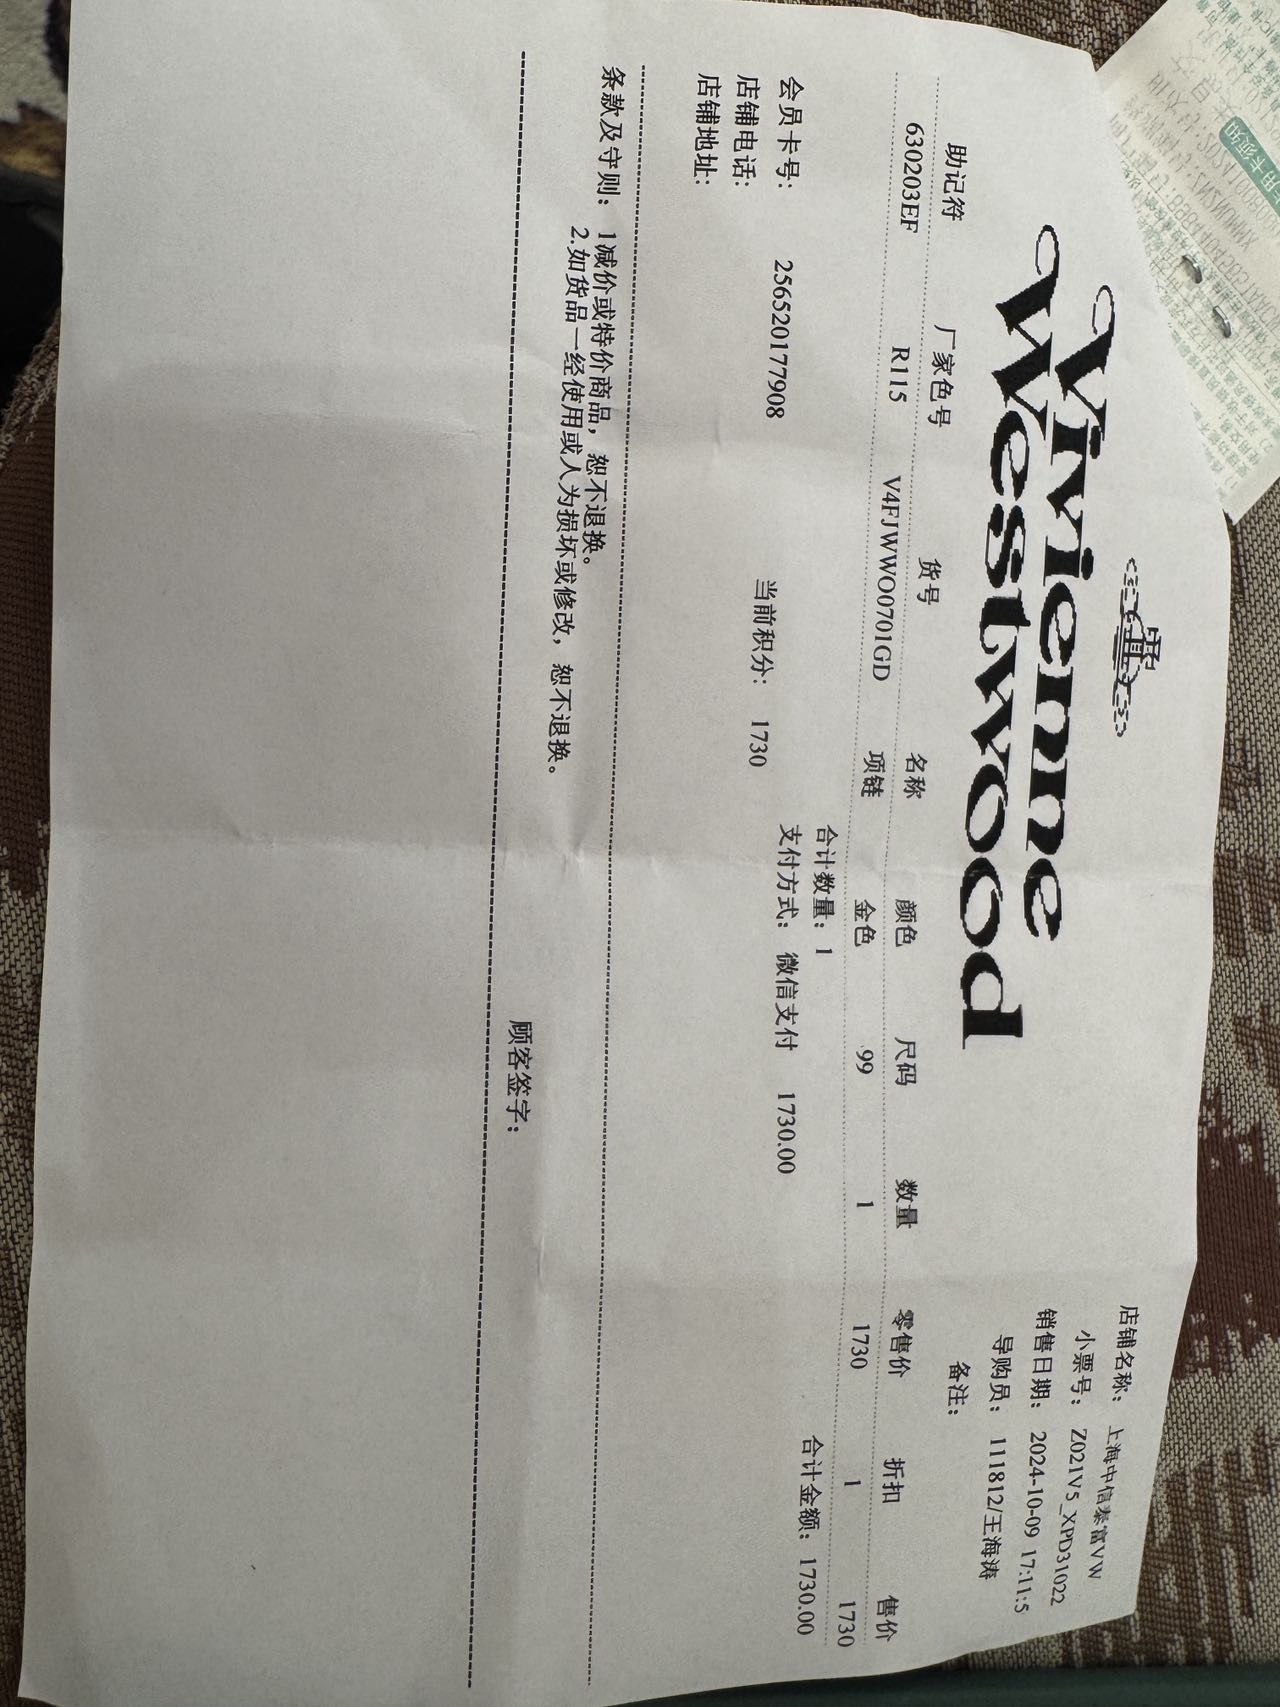 Vivienne
Westwood
店铺名称: 上海中信泰富VW
小票号: Z021V5_XPD31022
销售日期: 2024-10-09 17:11:5
导购员: 111812/王海涛
备注:
助记符 厂家色号 货号 名称 颜色 尺码 数量 零售价 折扣 售价
630203EF R115 V4FJWWO0701GD 项链 金色 .99 1 1730 1 1730
合计数量: 1 合计金额: 1730.00
支付方式: 微信支付 1730.00
会员卡号: 25652017790​8 当前积分: 1730
店铺电话:
店铺地址:
条款及守则: 1减价或特价商品,恕不退换。
2.如货品一经使用或人为损坏或修改,恕不退换。
顾客签字:
用卡须知